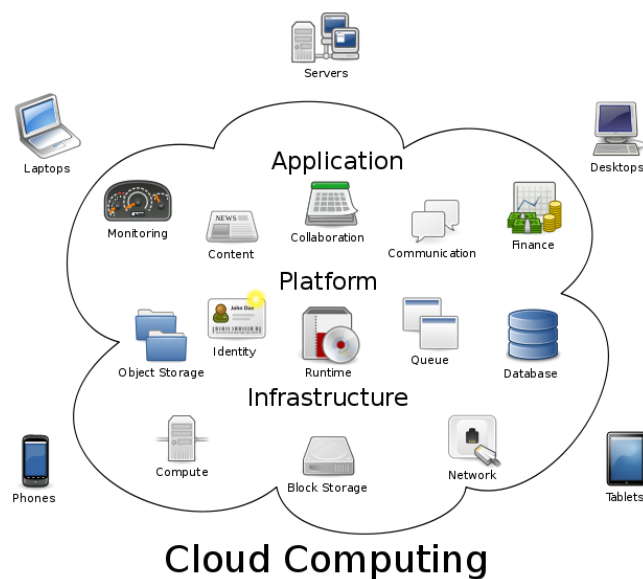 Servers
Laptops
Desktops
Application
Monitoring
NEWS
Content
Collaboration
Communication
Finance
Platform
John Doe
Object Storage
Identity
Runtime
Queue
Database
Infrastructure
Compute
Block Storage
Network
Phones
Tablets
Cloud Computing